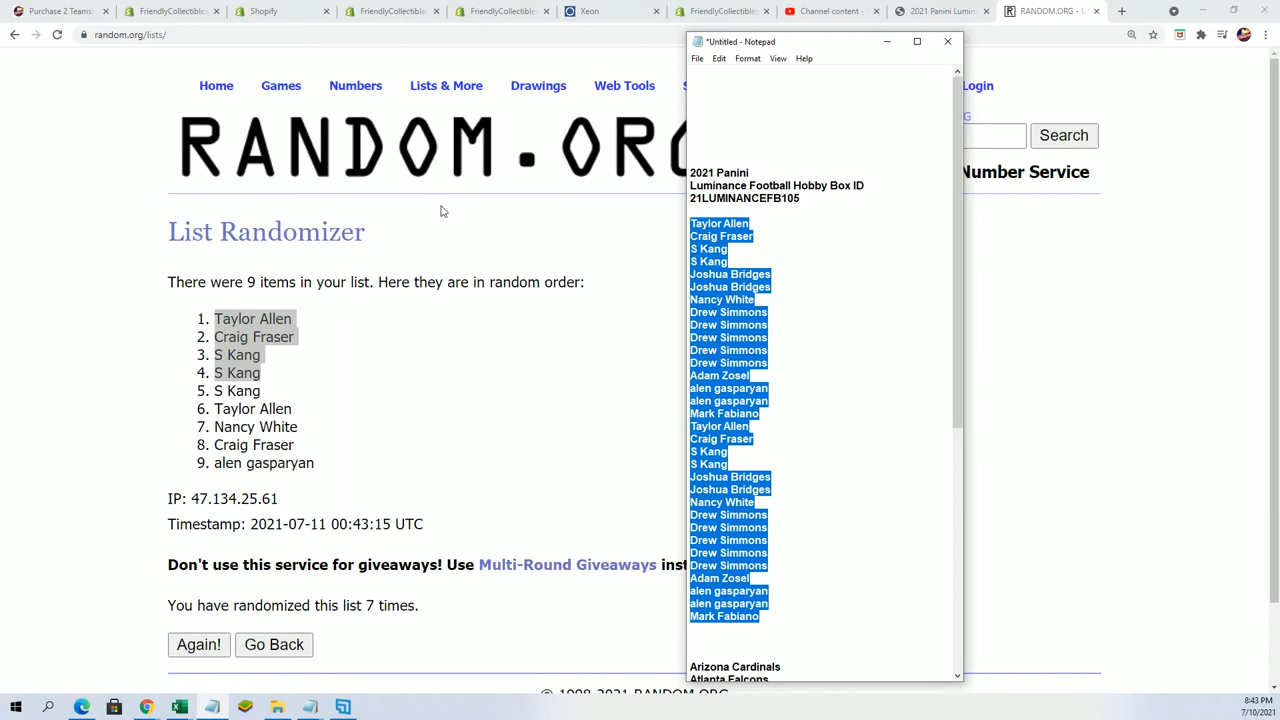 Purchase 2 Teams:
FriendlyCollectibles
Shopify
FriendlyCollectible
FriendlyCollectible
Xeon
FriendlyCollectible
Channel content -
2021 Panini Lumin
RANDOM.ORG - L
random.org/lists/
*Untitled - Notepad
File Edit Format View Help
Home Games Numbers Lists & More Drawings Web Tools S Login
RANDOM.ORG
G
Search
Number Service
List Randomizer
There were 9 items in your list. Here they are in random order:
1. Taylor Allen
2. Craig Fraser
3. S Kang
4. S Kang
5. S Kang
6. Taylor Allen
7. Nancy White
8. Craig Fraser
9. alen gasparyan
IP: 47.134.25.61
Timestamp: 2021-07-11 00:43:15 UTC
Don't use this service for giveaways! Use Multi-Round Giveaways inst
You have randomized this list 7 times.
Again! Go Back
© 1998-2021 RANDOM.ORG
2021 Panini
Luminance Football Hobby Box ID
21LUMINANCEFB105
Taylor Allen
Craig Fraser
S Kang
S Kang
Joshua Bridges
Joshua Bridges
Nancy White
Drew Simmons
Drew Simmons
Drew Simmons
Drew Simmons
Drew Simmons
Adam Zosel
alen gasparyan
alen gasparyan
Mark Fabiano
Taylor Allen
Craig Fraser
S Kang
S Kang
Joshua Bridges
Joshua Bridges
Nancy White
Drew Simmons
Drew Simmons
Drew Simmons
Drew Simmons
Drew Simmons
Adam Zosel
alen gasparyan
alen gasparyan
Mark Fabiano
Arizona Cardinals
Atlanta Falcons
8:43 PM
7/10/2021